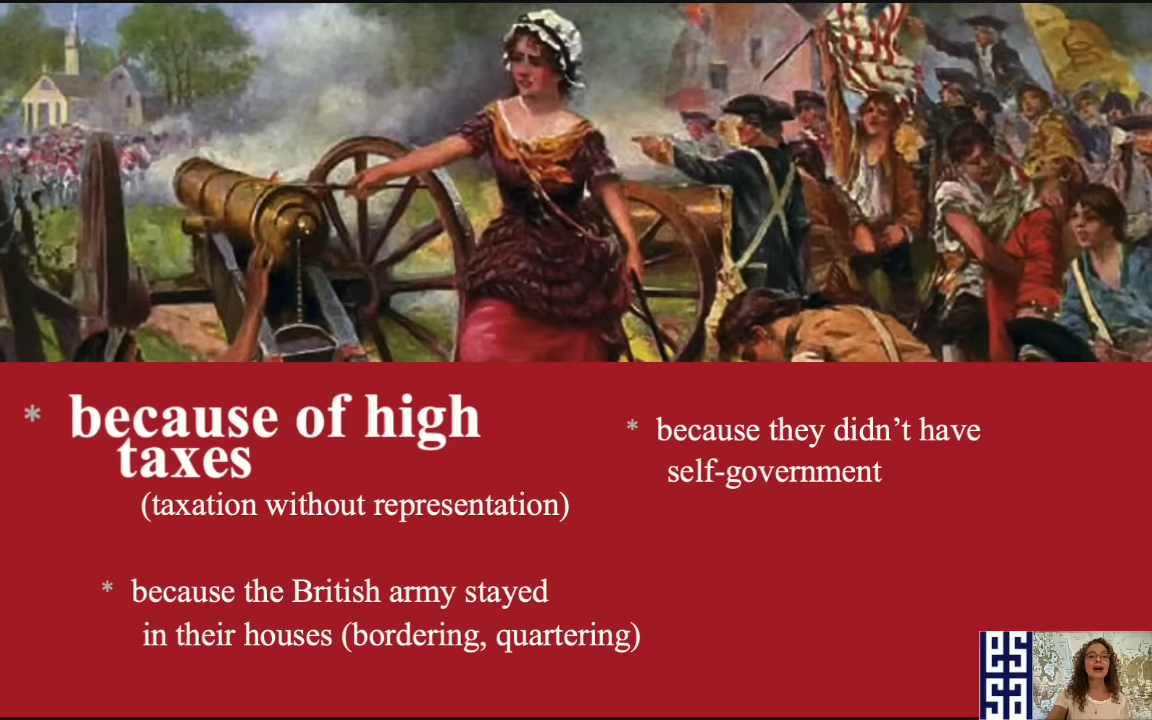 * because of high
taxes
(taxation without representation)
* because the British army stayed
in their houses (bordering, quartering)
* because they didn’t have
self-government